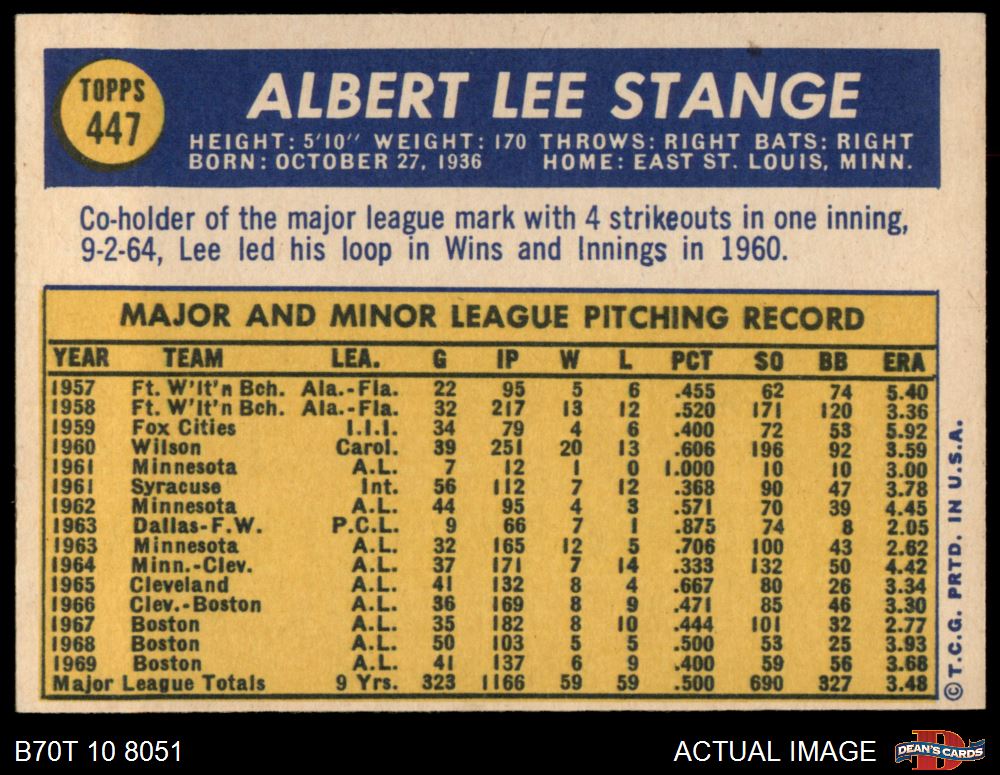 TOPPS
447
ALBERT LEE STANGE
HEIGHT: 5'10" WEIGHT: 170 THROWS: RIGHT BATS: RIGHT
BORN: OCTOBER 27, 1936 HOME: EAST ST. LOUIS, MINN.
Co-holder of the major league mark with 4 strikeouts in one inning,
9-2-64, Lee led his loop in Wins and Innings in 1960.
MAJOR AND MINOR LEAGUE PITCHING RECORD
YEAR TEAM LEA. G IP W L PCT SO BB ERA
1957 Ft. W'lt'n Bch. Ala.-Fla. 22 95 5 6 .455 62 74 5.40
1958 Ft. W'lt'n Bch. Ala.-Fla. 32 217 13 12 .520 171 120 3.36
1959 Fox Cities I.I.I. 34 79 4 6 .400 72 53 5.92
1960 Wilson Carol. 39 251 20 13 .606 196 92 3.59
1961 Minnesota A.L. 7 12 1 0 1.000 10 10 3.00
1961 Syracuse Int. 56 112 7 12 .368 90 47 3.78
1962 Minnesota A.L. 44 95 4 3 .571 70 39 4.45
1963 Dallas-F.W. P.C.L. 9 66 7 1 .875 74 8 2.05
1963 Minnesota A.L. 32 165 12 5 .706 100 43 2.62
1964 Minn.-Clev. A.L. 37 171 7 14 .333 132 50 4.42
1965 Cleveland A.L. 41 132 8 4 .667 80 26 3.34
1966 Clev.-Boston A.L. 36 169 8 9 .471 85 46 3.30
1967 Boston A.L. 35 182 8 10 .444 101 32 2.77
1968 Boston A.L. 50 103 5 5 .500 53 25 3.93
1969 Boston A.L. 41 137 6 9 .400 59 56 3.68
Major League Totals 9 Yrs. 323 1166 59 59 .500 690 327 3.48
© T.C.G. PRTD. IN U.S.A.
B70T 10 8051
ACTUAL IMAGE
DEAN'S CARDS